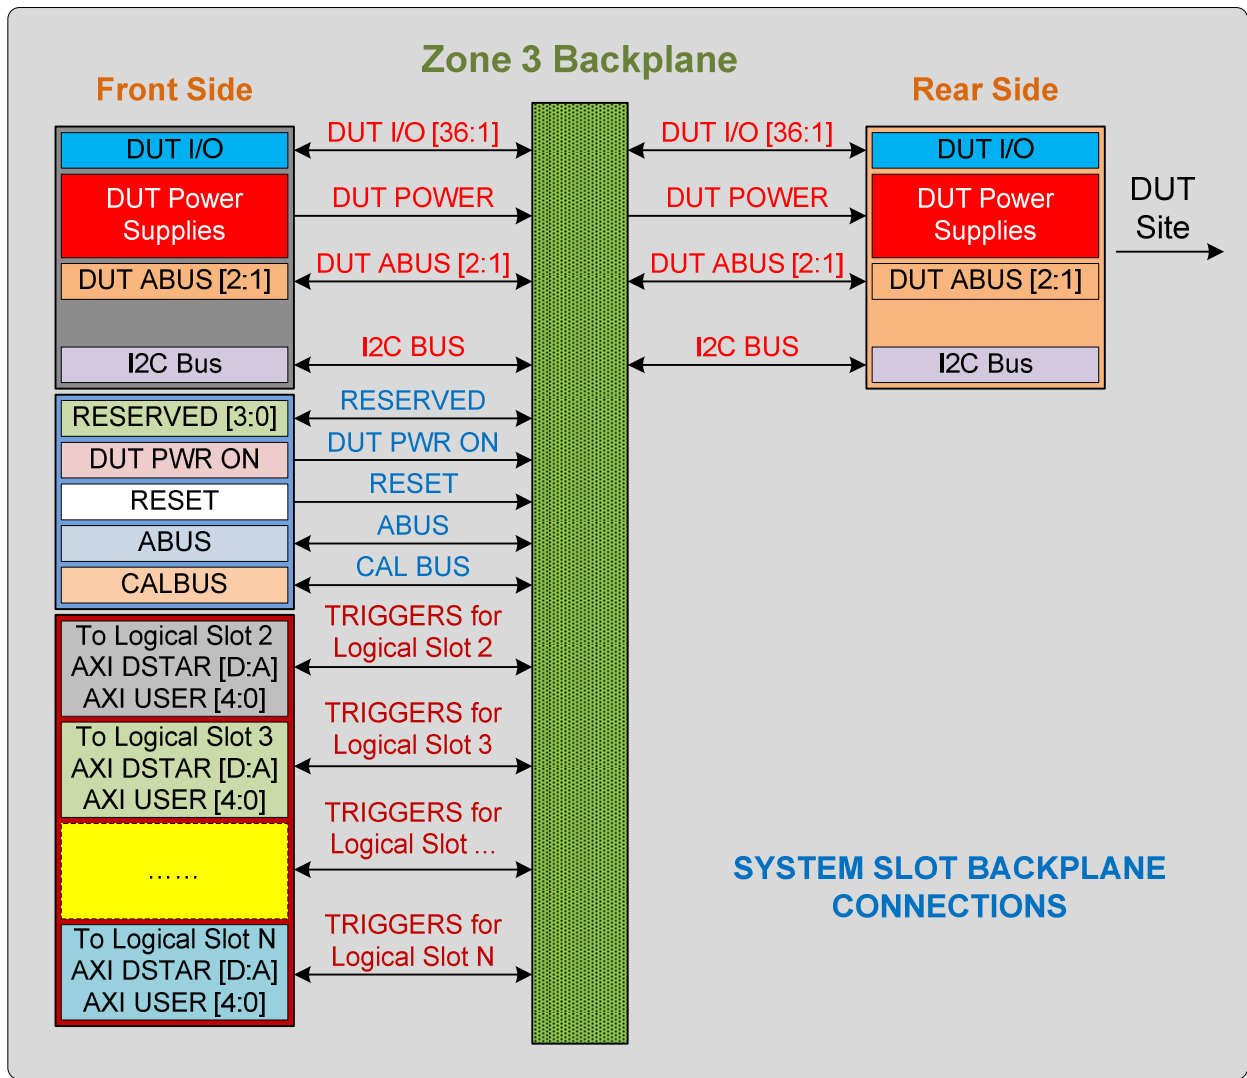 Zone 3 Backplane
Front Side
Rear Side
DUT I/O
DUT I/O [36:1]
DUT I/O [36:1]
DUT I/O
DUT Power
Supplies
DUT POWER
DUT POWER
DUT Power
Supplies
DUT
Site
DUT ABUS [2:1]
DUT ABUS [2:1]
DUT ABUS [2:1]
DUT ABUS [2:1]
I2C Bus
I2C BUS
I2C BUS
I2C Bus
RESERVED [3:0]
RESERVED
DUT PWR ON
DUT PWR ON
RESET
RESET
ABUS
ABUS
CALBUS
CAL BUS
To Logical Slot 2
AXI DSTAR [D:A]
AXI USER [4:0]
TRIGGERS for
Logical Slot 2
To Logical Slot 3
AXI DSTAR [D:A]
AXI USER [4:0]
TRIGGERS for
Logical Slot 3
......
TRIGGERS for
Logical Slot ...
To Logical Slot N
AXI DSTAR [D:A]
AXI USER [4:0]
TRIGGERS for
Logical Slot N
SYSTEM SLOT BACKPLANE
CONNECTIONS